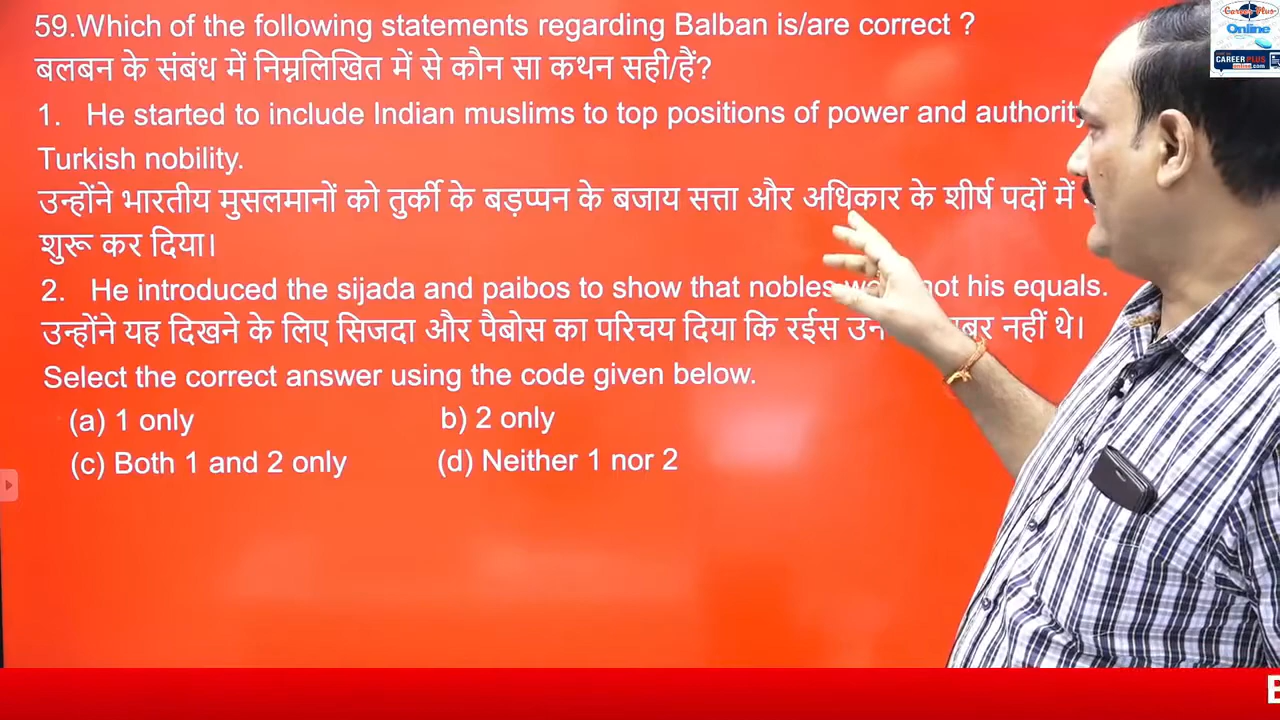 59.Which of the following statements regarding Balban is/are correct ?
बलबन के संबंध में निम्नलिखित में से कौन सा कथन सही/हैं?
1. He started to include Indian muslims to top positions of power and authority
Turkish nobility.
उन्होंने भारतीय मुसलमानों को तुर्की के बड़प्पन के बजाय सत्ता और अधिकार के शीर्ष पदों में
शुरू कर दिया।
2. He introduced the sijada and paibos to show that nobles not his equals.
उन्होंने यह दिखने के लिए सिजदा और पैबोस का परिचय दिया कि रईस नहीं थे।
Select the correct answer using the code given below.
(a) 1 only b) 2 only
(c) Both 1 and 2 only (d) Neither 1 nor 2
Career Plus
Online
CAREER PLUS